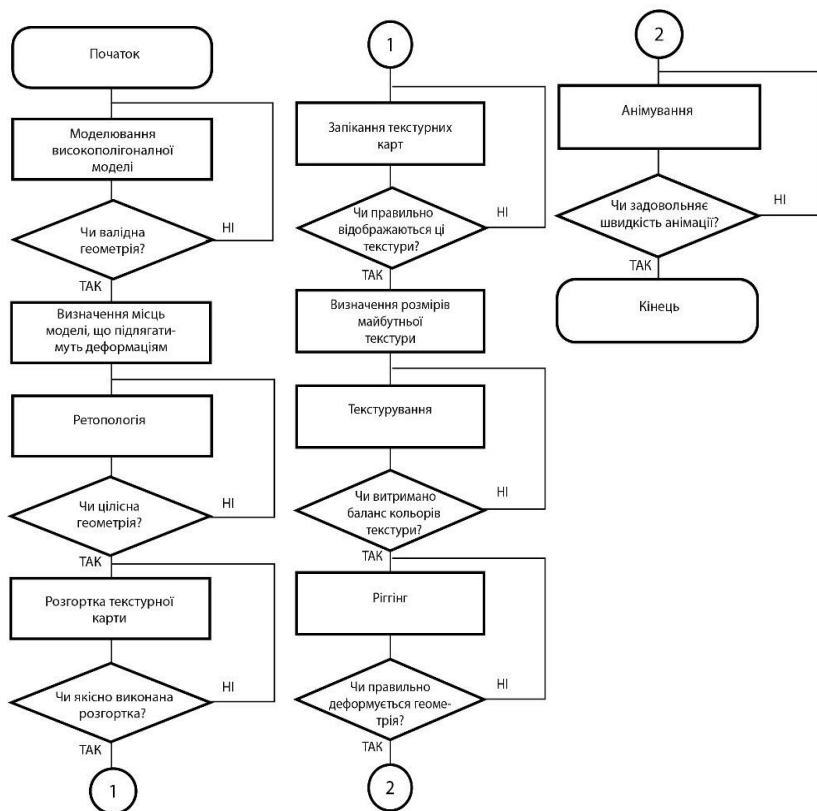 Початок
Моделювання
високополігоналної
моделі
Чи валідна
геометрія?
НІ
ТАК
Визначення місць
моделі, що підлягати-
муть деформаціям
Ретопологія
Чи цілісна
геометрія?
НІ
ТАК
Розгортка текстурної
карти
Чи якісно виконана
розгортка?
НІ
ТАК
1
1
Запікання текстурних
карт
Чи правильно
відображаються ці
текстури?
НІ
ТАК
Визначення розмірів
майбутньої
текстури
Текстурування
Чи витримано
баланс кольорів
текстури?
НІ
ТАК
Ріггінг
Чи правильно
деформується геоме-
трія?
НІ
ТАК
2
2
Анімування
Чи задовольняє
швидкість анімації?
НІ
ТАК
Кінець